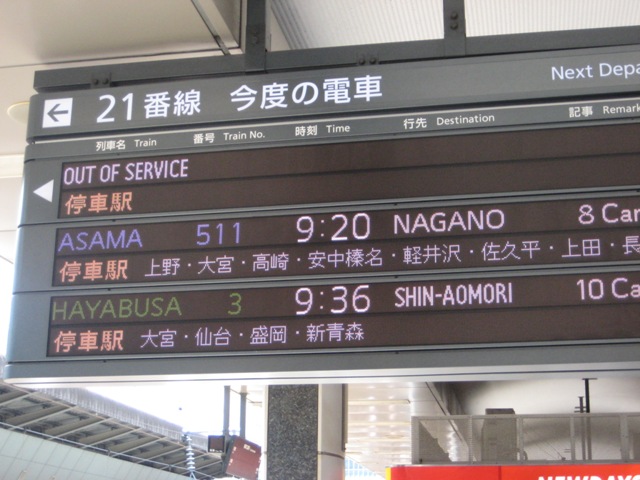 ← 21番線 今度の電車 Next Depa
列車名 Train 番号 Train No. 時刻 Time 行先 Destination 記事 Remark
OUT OF SERVICE
停車駅
ASAMA 511 9:20 NAGANO 8 Car
停車駅 上野・大宮・高崎・安中榛名・軽井沢・佐久平・上田・長
HAYABUSA 3 9:36 SHIN-AOMORI 10 Ca
停車駅 大宮・仙台・盛岡・新青森
NEWDAYS